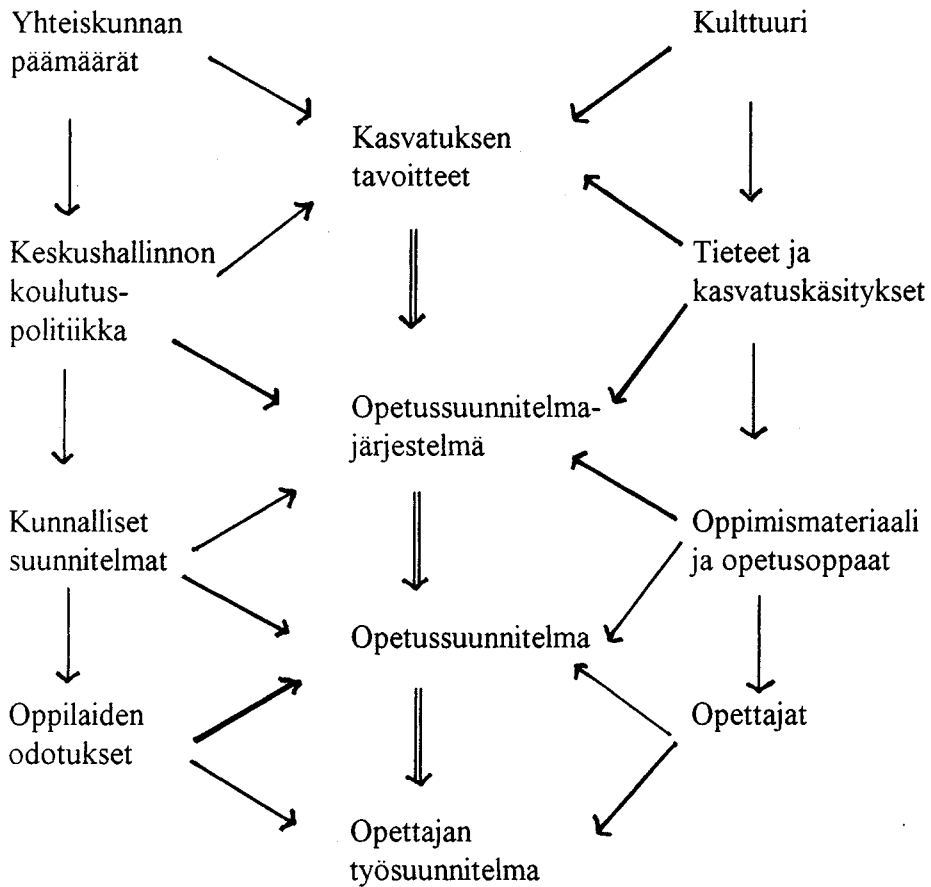 Yhteiskunnan
päämäärät
Kulttuuri
Kasvatuksen
tavoitteet
Keskushallinnon
koulutus-
politiikka
Tieteet ja
kasvatuskäsitykset
Opetussuunnitelma-
järjestelmä
Kunnalliset
suunnitelmat
Oppimismateriaali
ja opetusoppaat
Opetussuunnitelma
Oppilaiden
odotukset
Opettajat
Opettajan
työsuunnitelma